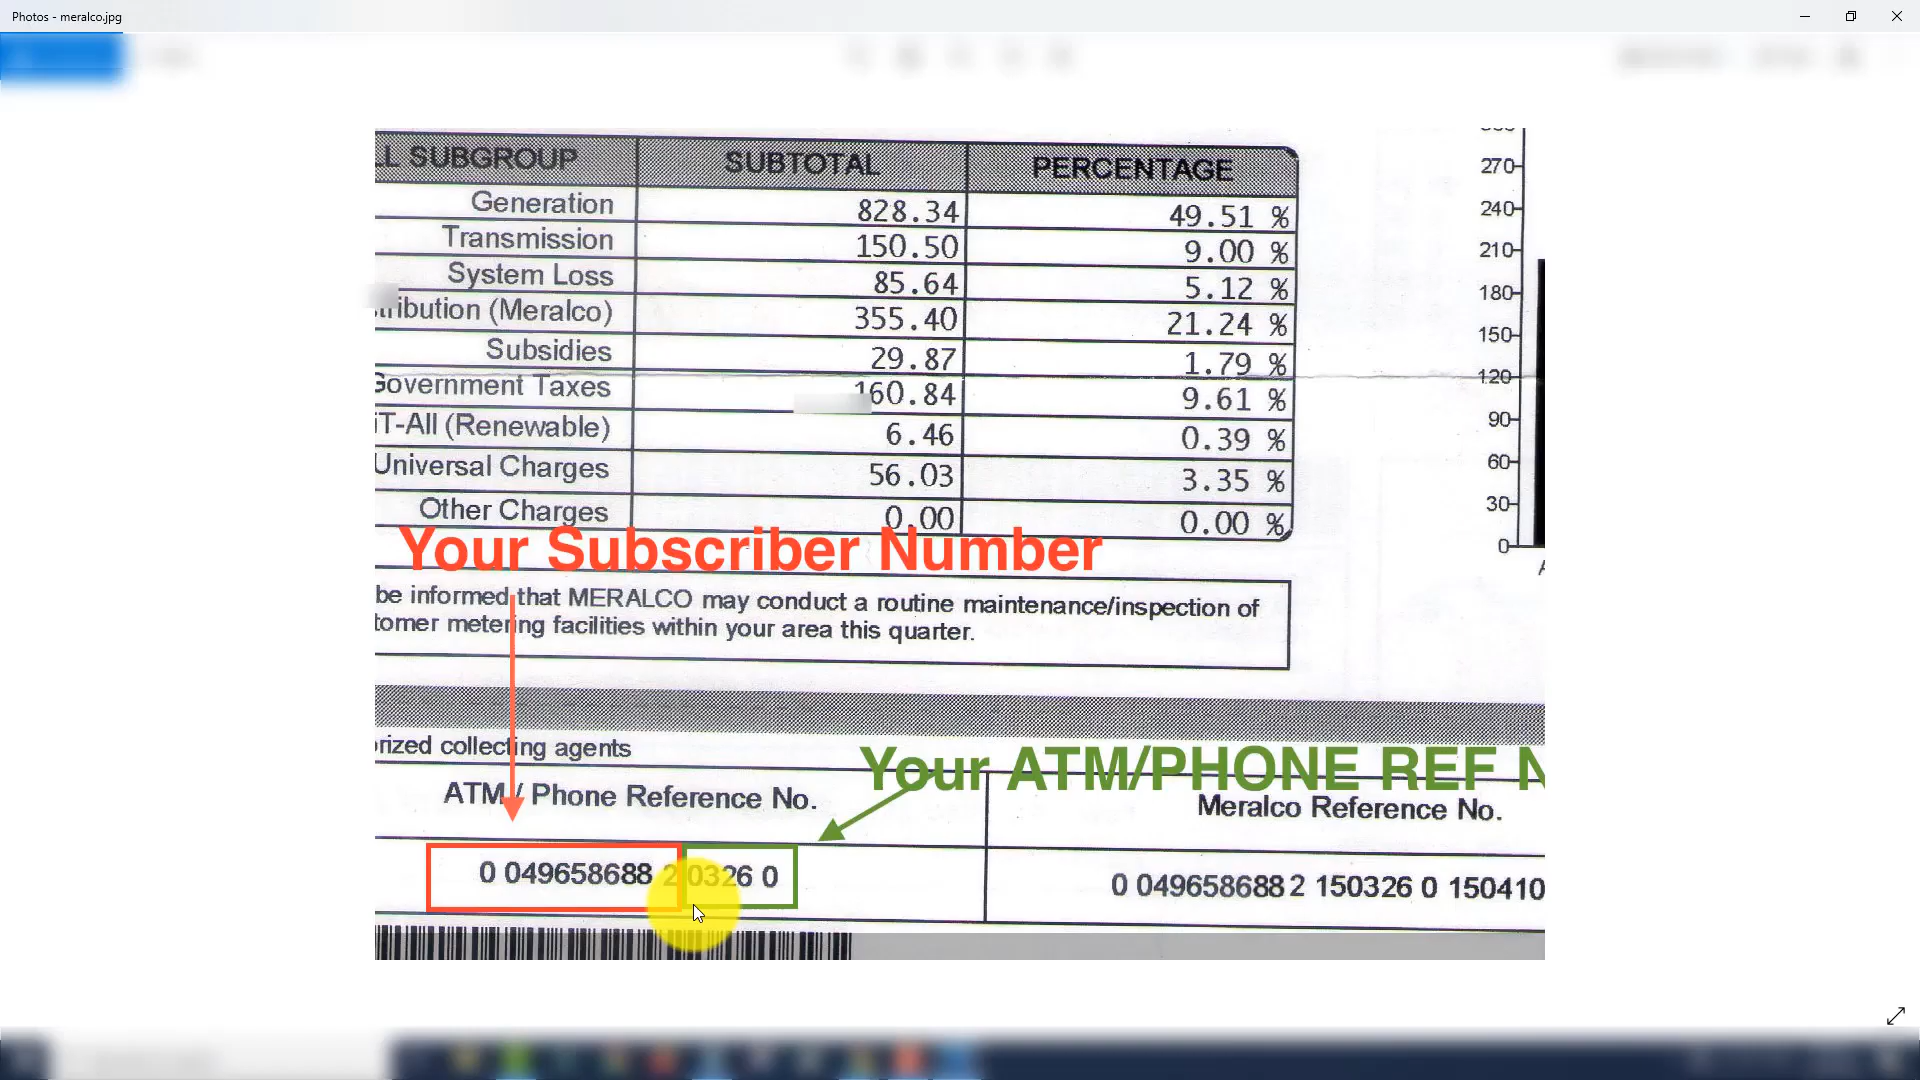 Photos - meralco.jpg
LL SUBGROUP SUBTOTAL PERCENTAGE
Generation 828.34 49.51 %
Transmission 150.50 9.00 %
System Loss 85.64 5.12 %
tribution (Meralco) 355.40 21.24 %
Subsidies 29.87 1.79 %
Government Taxes 160.84 9.61 %
iT-All (Renewable) 6.46 0.39 %
Universal Charges 56.03 3.35 %
Other Charges 0.00 0.00 %
270
240
210
180
150
120
90
60
30
0
Your Subscriber Number
be informed that MERALCO may conduct a routine maintenance/inspection of
tomer metering facilities within your area this quarter.
orized collecting agents
Your ATM/PHONE REF N
ATM / Phone Reference No. Meralco Reference No.
0 049658688 2 0326 0 0 049658688 2 150326 0 150410